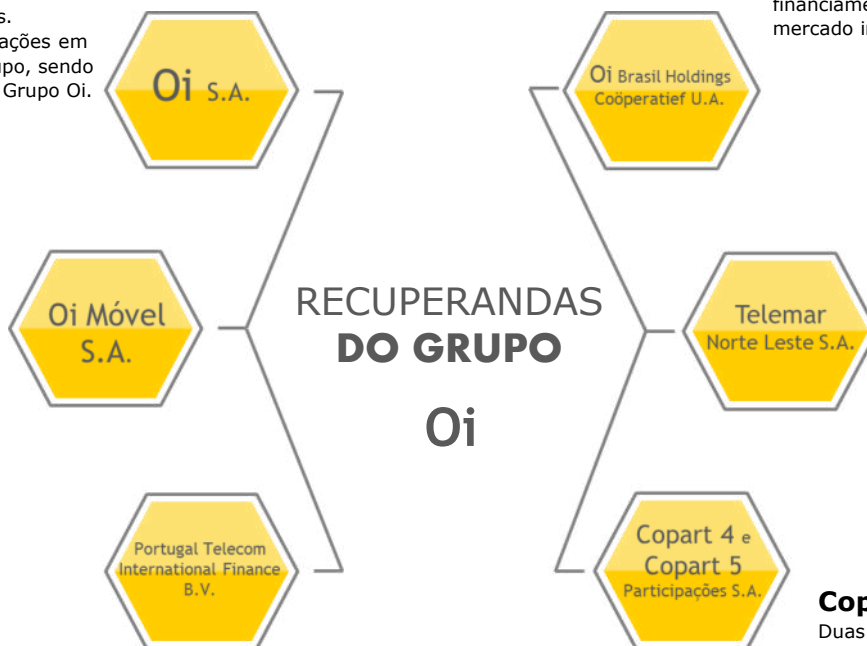 s.
ações em
upo, sendo
Grupo Oi.
mercado i
Oi S.A.
Oi Brasil Holdings
Coöperatief U.A.
Oi Móvel
S.A.
RECUPERANDAS
DO GRUPO
Oi
Telemar
Norte Leste S.A.
Portugal Telecom
International Finance
B.V.
Copart 4 e
Copart 5
Participações S.A.
Cop
Duas